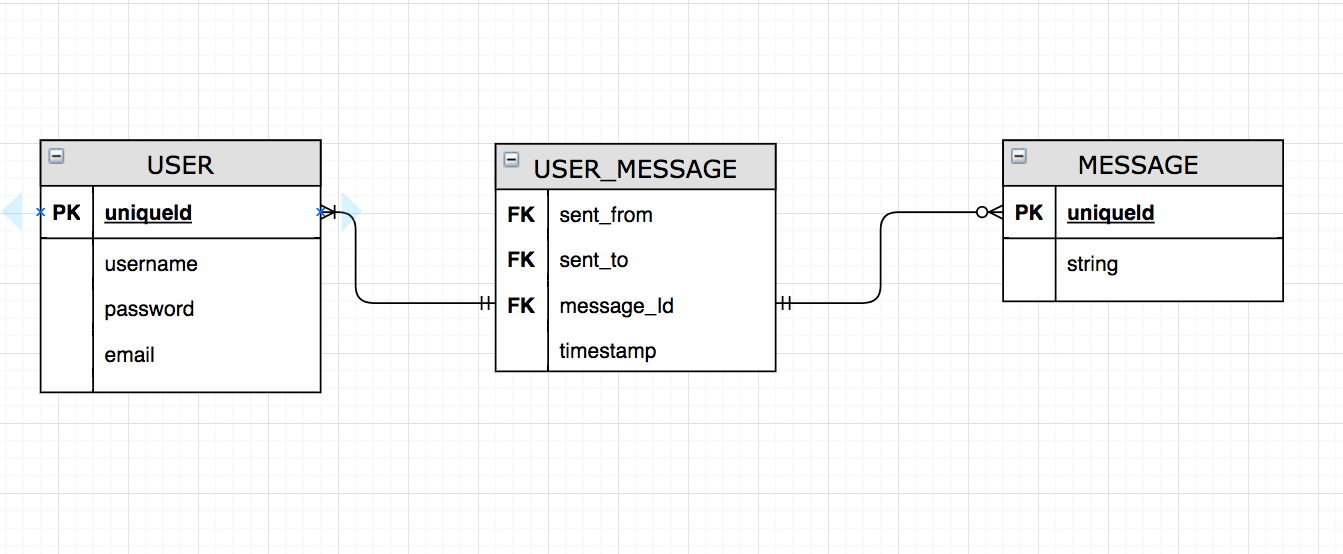 USER
PK uniqueId
username
password
email
USER_MESSAGE
FK sent_from
FK sent_to
FK message_Id
timestamp
MESSAGE
PK uniqueId
string